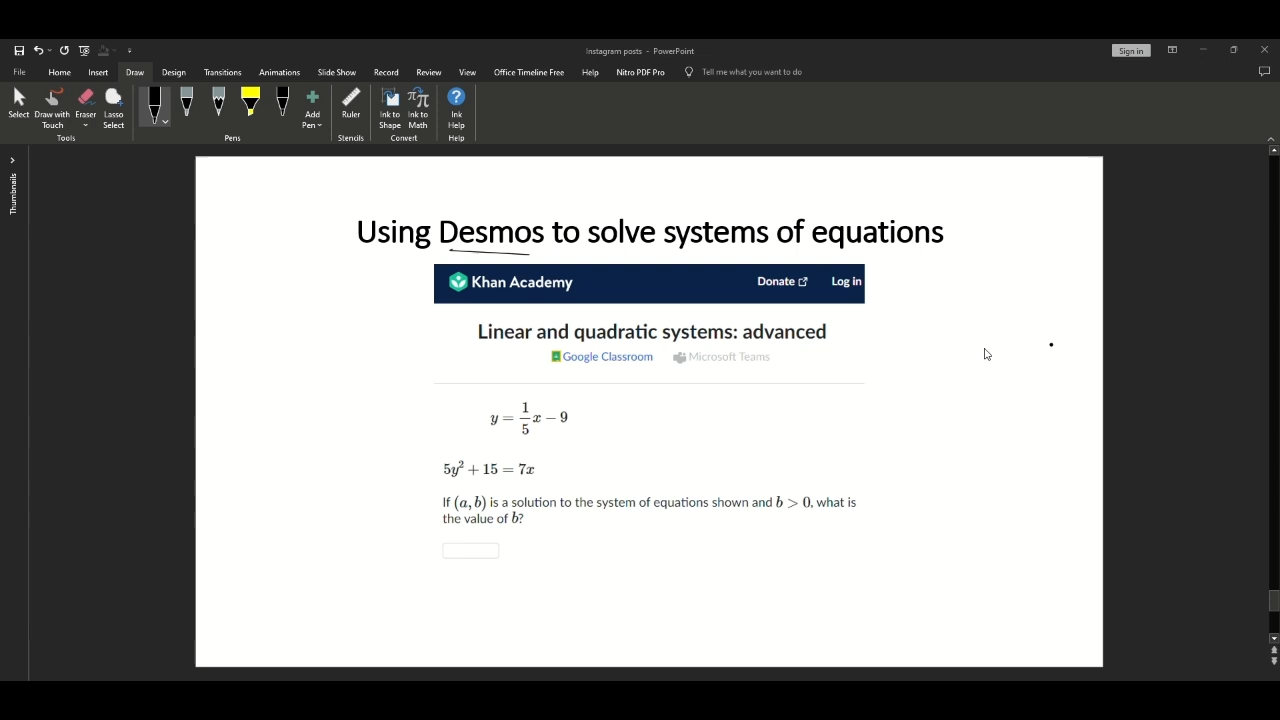 Instagram posts - PowerPoint
Sign in
File Home Insert Draw Design Transitions Animations Slide Show Record Review View Office Timeline Free Help Nitro PDF Pro Tell me what you want to do
Select
Draw with Touch
Eraser
Lasso Select
Add Pen
Ruler
Ink to Shape
Ink to Math
Ink Help
Tools
Pens
Stencils
Convert
Help
Thumbnails
Using Desmos to solve systems of equations
Khan Academy
Donate
Log in
Linear and quadratic systems: advanced
Google Classroom
Microsoft Teams
y = 1/5 x − 9
5y² + 15 = 7x
If (a, b) is a solution to the system of equations shown and b > 0, what is
the value of b?